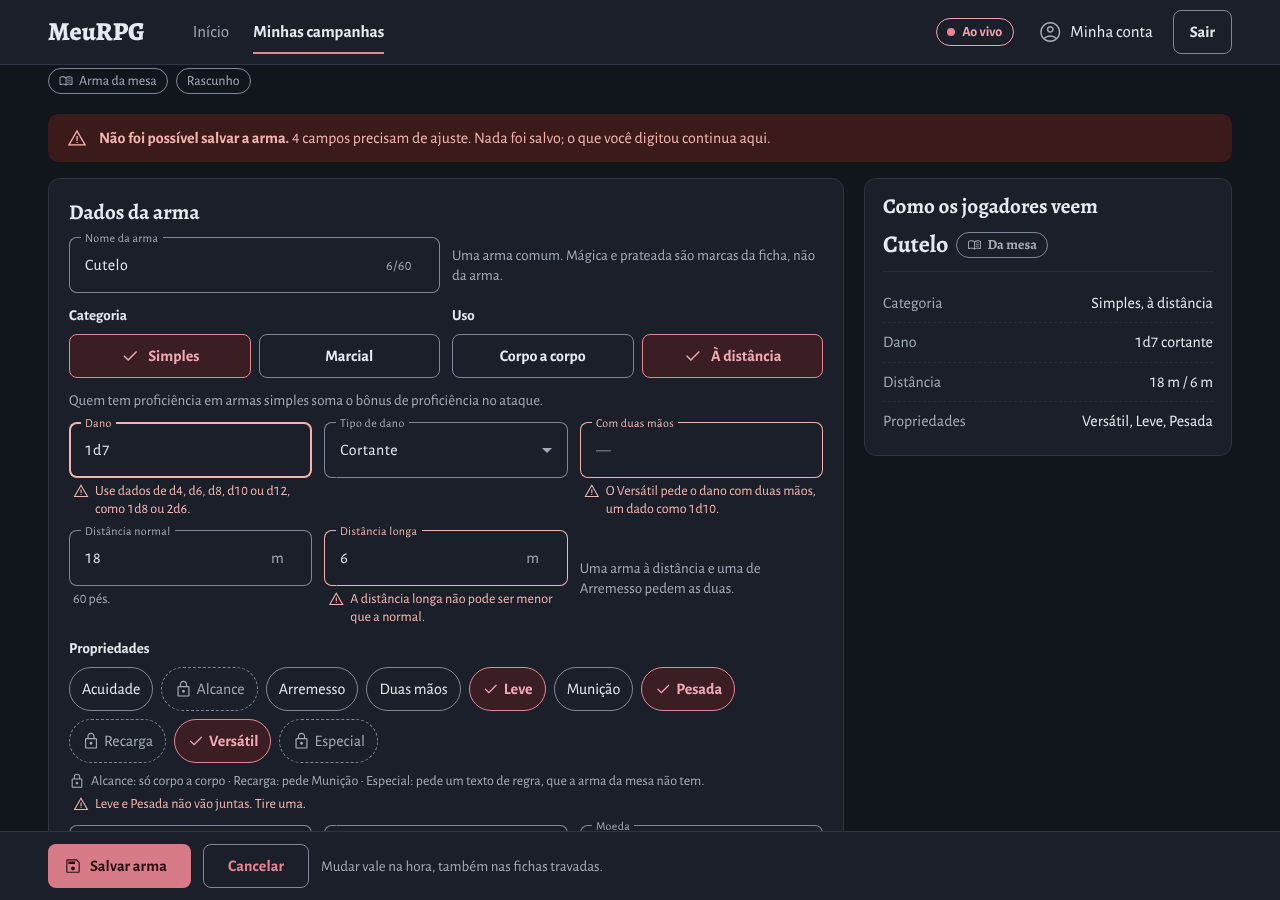 MeuRPG
Início
Minhas campanhas
Ao vivo
Minha conta
Sair
Arma da mesa
Rascunho
Não foi possível salvar a arma. 4 campos precisam de ajuste. Nada foi salvo; o que você digitou continua aqui.
Dados da arma
Nome da arma
Cutelo
6/60
Uma arma comum. Mágica e prateada são marcas da ficha, não
da arma.
Categoria
Uso
Simples
Marcial
Corpo a corpo
À distância
Quem tem proficiência em armas simples soma o bônus de proficiência no ataque.
Dano
1d7
Tipo de dano
Cortante
Com duas mãos
—
Use dados de d4, d6, d8, d10 ou d12,
como 1d8 ou 2d6.
O Versátil pede o dano com duas mãos,
um dado como 1d10.
Distância normal
18
m
Distância longa
6
m
Uma arma à distância e uma de
Arremesso pedem as duas.
60 pés.
A distância longa não pode ser menor
que a normal.
Propriedades
Acuidade
Alcance
Arremesso
Duas mãos
Leve
Munição
Pesada
Recarga
Versátil
Especial
Alcance: só corpo a corpo · Recarga: pede Munição · Especial: pede um texto de regra, que a arma da mesa não tem.
Leve e Pesada não vão juntas. Tire uma.
Moeda
Como os jogadores veem
Cutelo
Da mesa
Categoria
Simples, à distância
Dano
1d7 cortante
Distância
18 m / 6 m
Propriedades
Versátil, Leve, Pesada
Salvar arma
Cancelar
Mudar vale na hora, também nas fichas travadas.